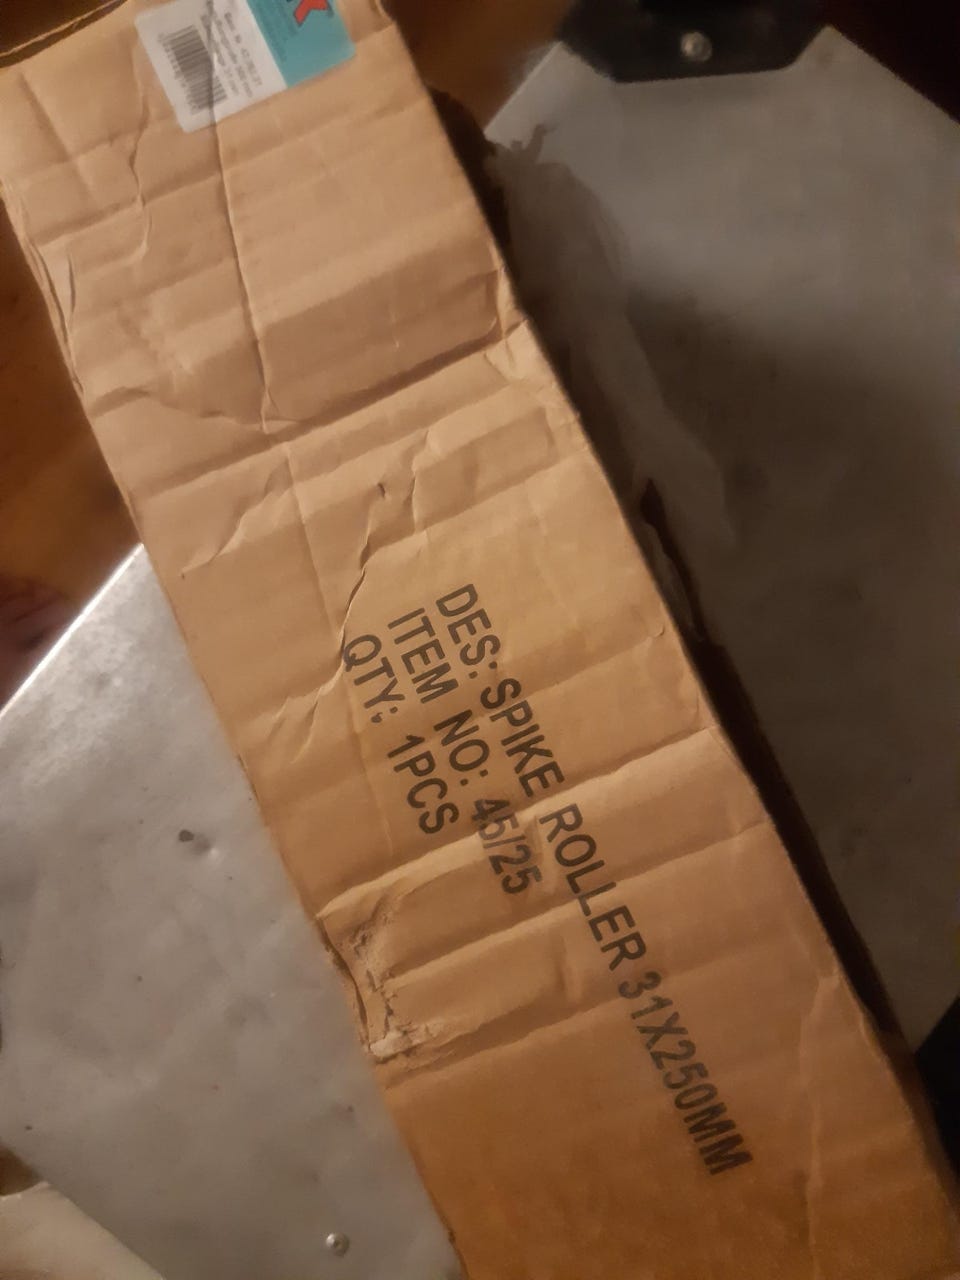 DES: SPIKE ROLLER 31X250MM
ITEM NO: 45/25
QTY: 1PCS